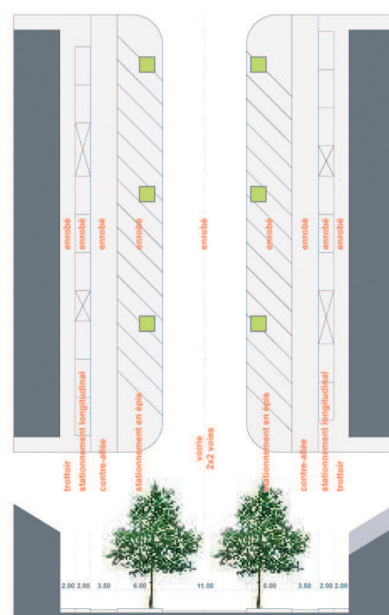 enrobé
enrobé
enrobé
enrobé
enrobé
enrobé
enrobé
enrobé
enrobé
trottoir
stationnement longitudinal
contre-allée
stationnement en épis
voirie
2x2 voies
stationnement en épis
contre-allée
stationnement longitudinal
trottoir
2.00 2.00 3.50 6.00 11.00 6.00 3.50 2.00 2.00